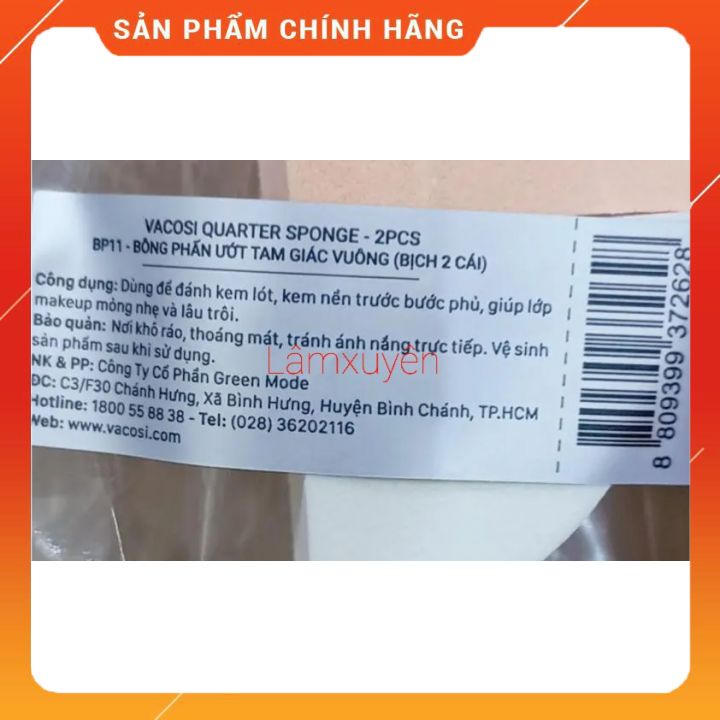 SẢN PHẨM CHÍNH HÃNG
VACOSI QUARTER SPONGE - 2PCS
BP11 - BÔNG PHẤN ƯỚT TAM GIÁC VUÔNG (BỊCH 2 CÁI)
Công dụng: Dùng để đánh kem lót, kem nền trước bước phủ, giúp lớp
makeup mỏng nhẹ và lâu trôi.
Bảo quản: Nơi khô ráo, thoáng mát, tránh ánh nắng trực tiếp. Vệ sinh
sản phẩm sau khi sử dụng.
NK & PP: Công Ty Cổ Phần Green Mode
ĐC: C3/F30 Chánh Hưng, Xã Bình Hưng, Huyện Bình Chánh, TP.HCM
Hotline: 1800 55 88 38 - Tel: (028) 36202116
Web: www.vacosi.com
Lâmxuyên
8 809399 372628